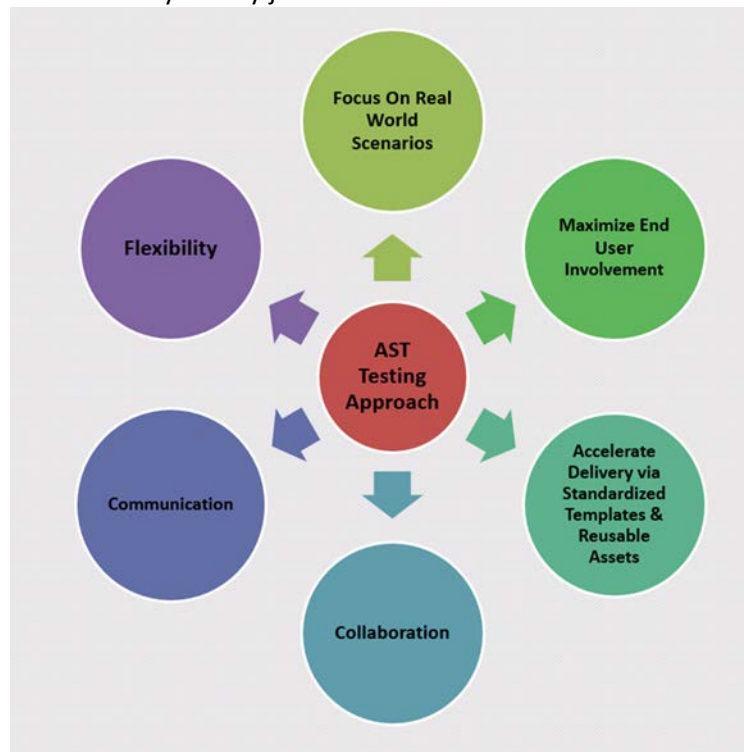 Focus On Real
World
Scenarios
Maximize End
User
Involvement
Accelerate
Delivery via
Standardized
Templates &
Reusable
Assets
Collaboration
Communication
Flexibility
AST
Testing
Approach